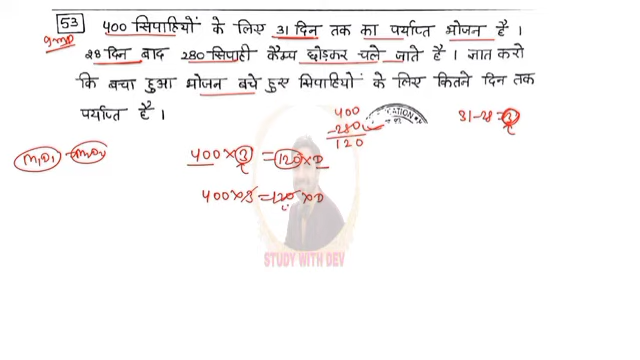 53 400 सिपाहियों के लिए 31 दिन तक का पर्याप्त भोजन है ।
28 दिन बाद 280 सिपाही कैम्प छोड़कर चले जाते है । ज्ञात करो
कि बचा हुआ भोजन बचे हुए सिपाहियों के लिए कितने दिन तक
पर्याप्त है ।
400
-280
120
31-28=3
M₁D₁ = M₂D₂
400×3 = 120×D
400×3=120×D
STUDY WITH DEV